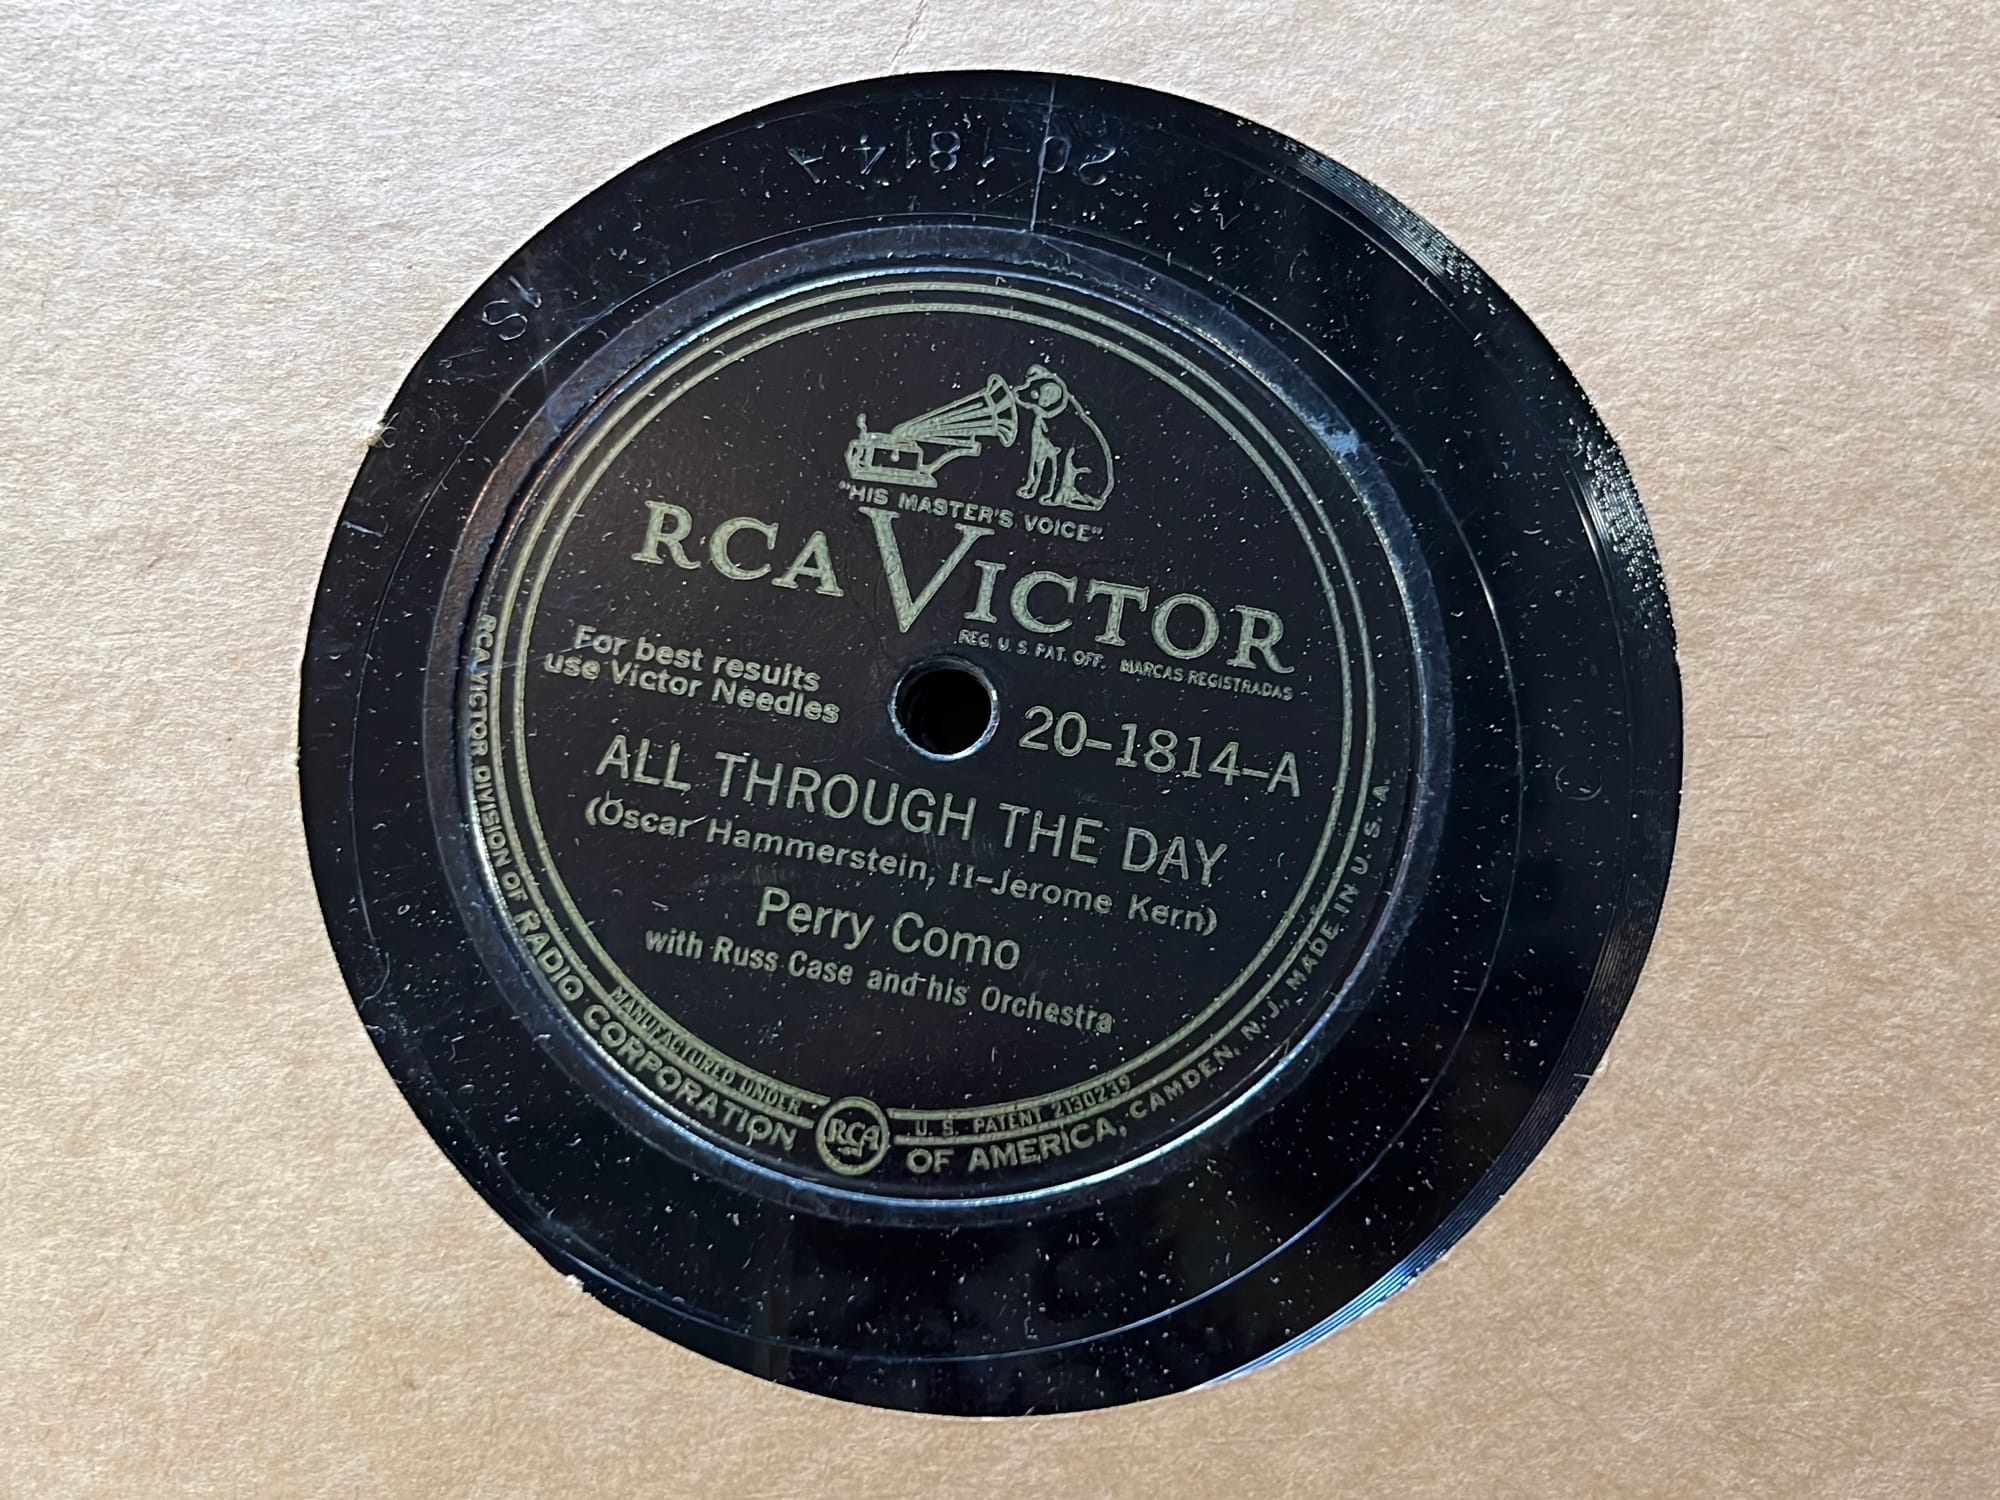 20-1814 A
1S
"HIS MASTER'S VOICE"
RCA VICTOR
REG. U. S. PAT. OFF. MARCAS REGISTRADAS
For best results
use Victor Needles
20-1814-A
ALL THROUGH THE DAY
(Oscar Hammerstein, II-Jerome Kern)
Perry Como
with Russ Case and his Orchestra
MANUFACTURED UNDER U. S. PATENT 2130239
RCA VICTOR DIVISION OF RADIO CORPORATION OF AMERICA, CAMDEN, N. J., MADE IN U. S. A.
RCA